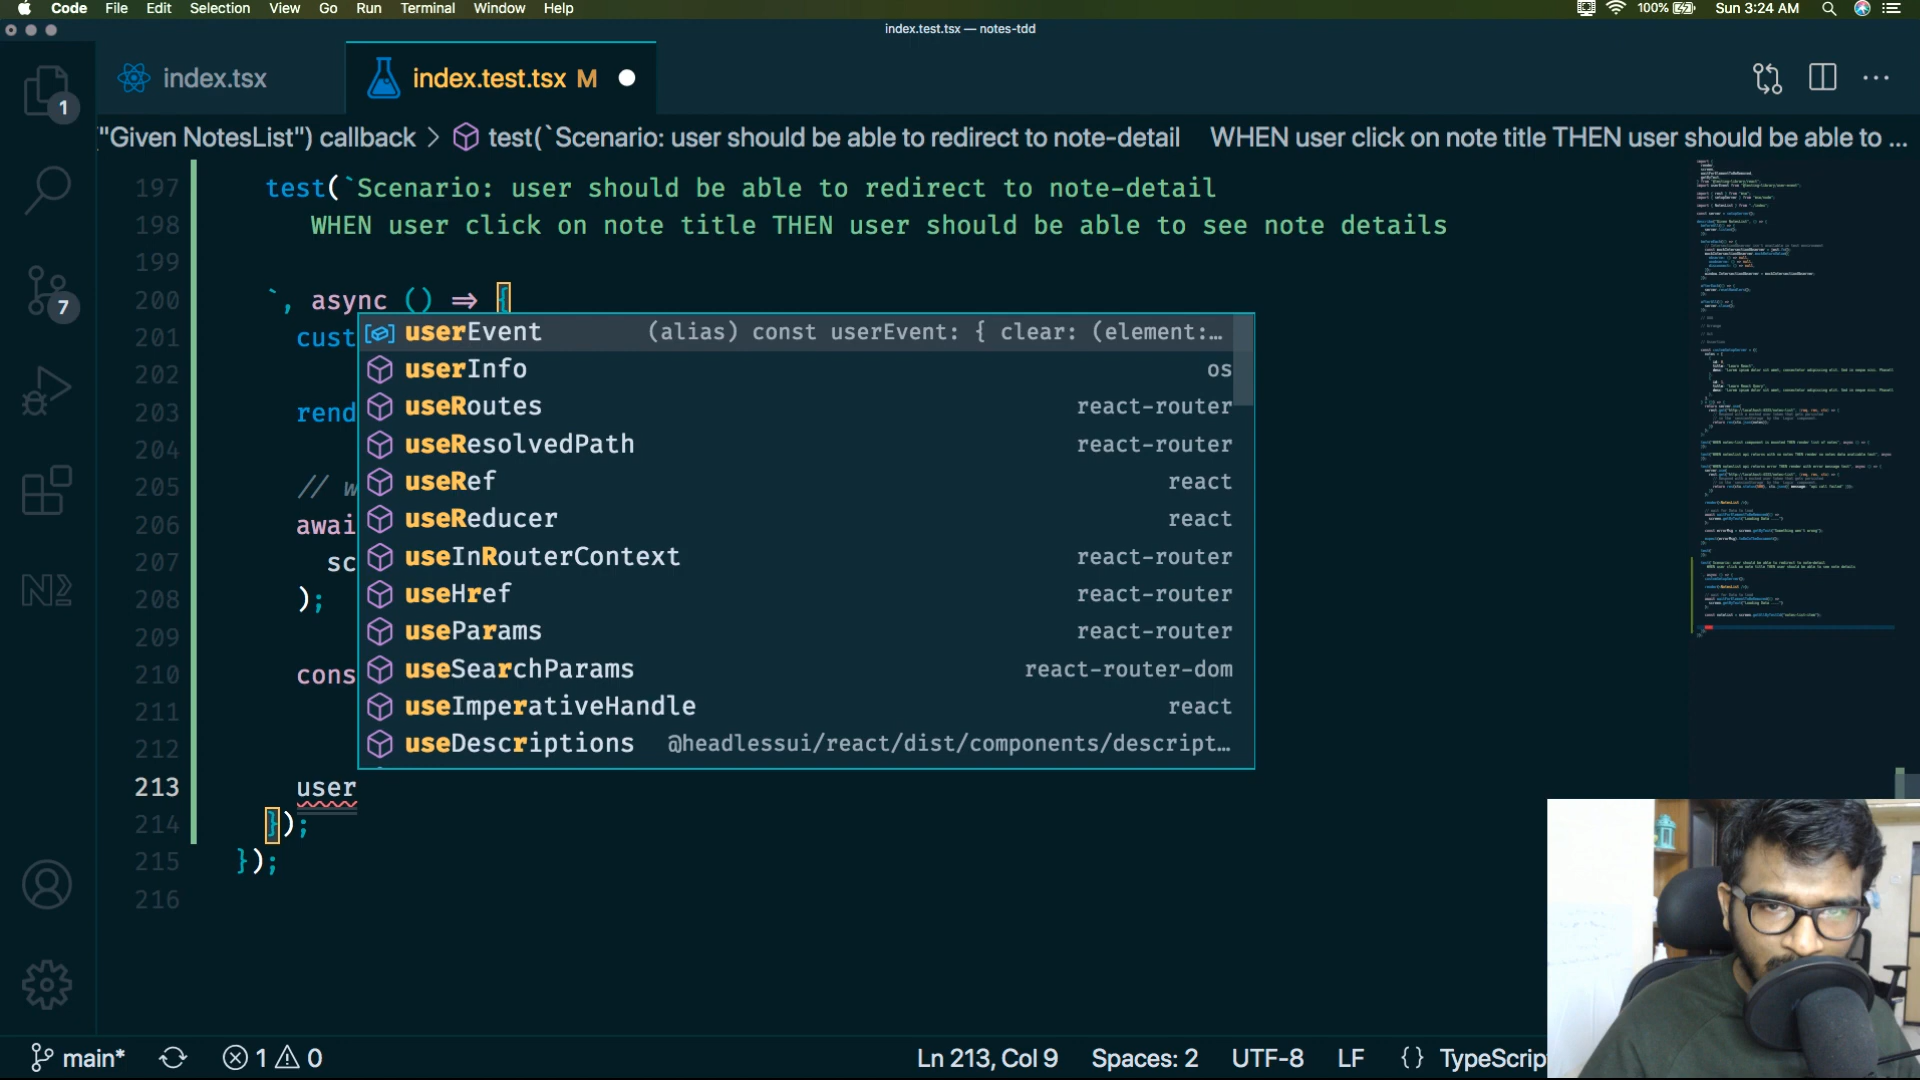 Code File Edit Selection View Go Run Terminal Window Help 100% Sun 3:24 AM
index.test.tsx — notes-tdd
index.tsx index.test.tsx M
1
("Given NotesList") callback > test(`Scenario: user should be able to redirect to note-detail WHEN user click on note title THEN user should be able to ...
197 test(`Scenario: user should be able to redirect to note-detail
198 WHEN user click on note title THEN user should be able to see note details
199
200 `, async () => {
7
userEvent (alias) const userEvent: { clear: (element:…
201 cust
userInfo os
202
useRoutes react-router
203 rend
useResolvedPath react-router
204
useRef react
205 // w
useReducer react
206 awai
useInRouterContext react-router
207 sc
useHref react-router
208 );
useParams react-router
209
useSearchParams react-router-dom
210 cons
useImperativeHandle react
211
useDescriptions @headlessui/react/dist/components/descript…
212
213 user
214 });
215 });
216
main* 1 0 Ln 213, Col 9 Spaces: 2 UTF-8 LF {} TypeScrip